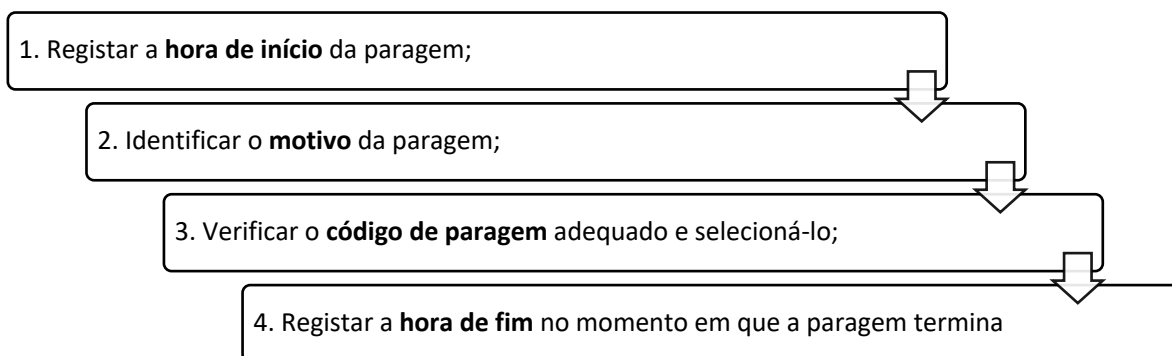 1. Registar a hora de início da paragem;
2. Identificar o motivo da paragem;
3. Verificar o código de paragem adequado e selecioná-lo;
4. Registar a hora de fim no momento em que a paragem termina